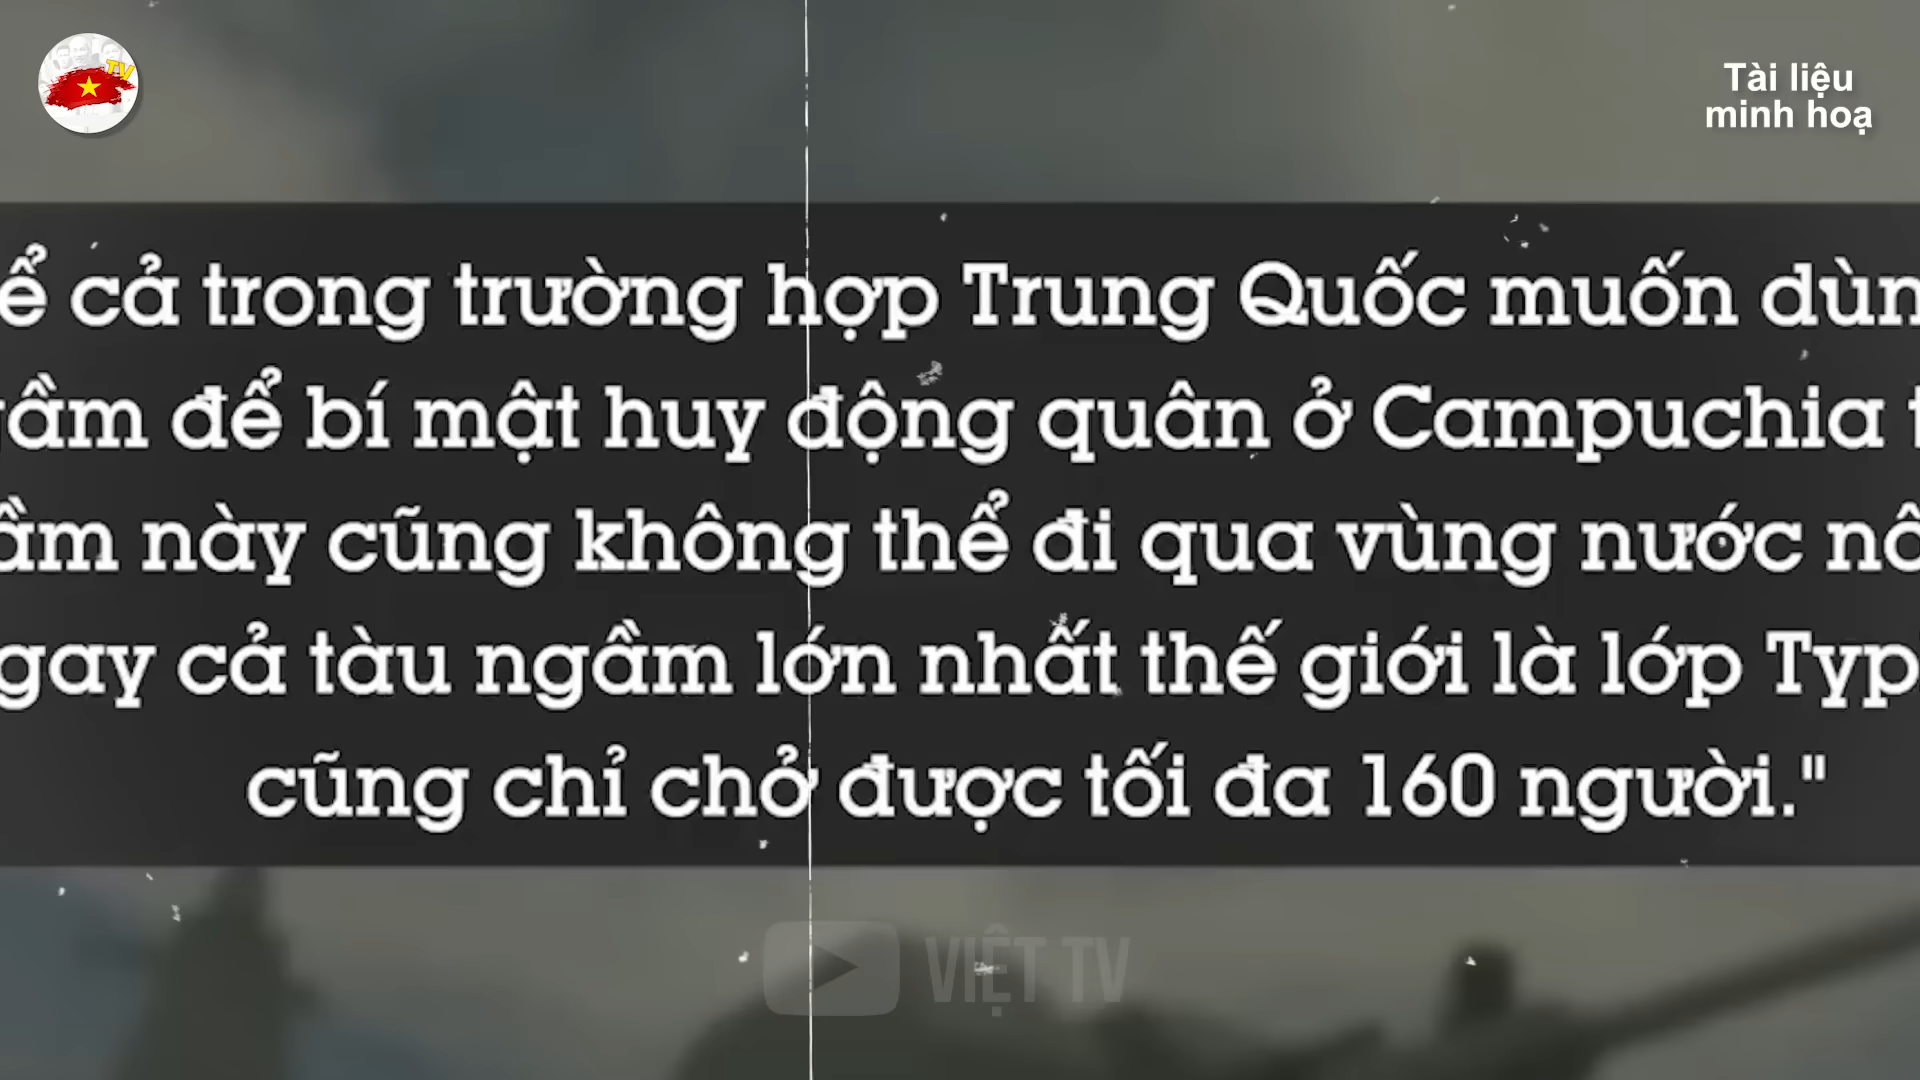 TV
Tài liệu
minh hoạ
ể cả trong trường hợp Trung Quốc muốn dùn
ầm để bí mật huy động quân ở Campuchia t
ầm này cũng không thể đi qua vùng nước nô
gay cả tàu ngầm lớn nhất thế giới là lớp Typ
cũng chỉ chở được tối đa 160 người."
VIỆT TV